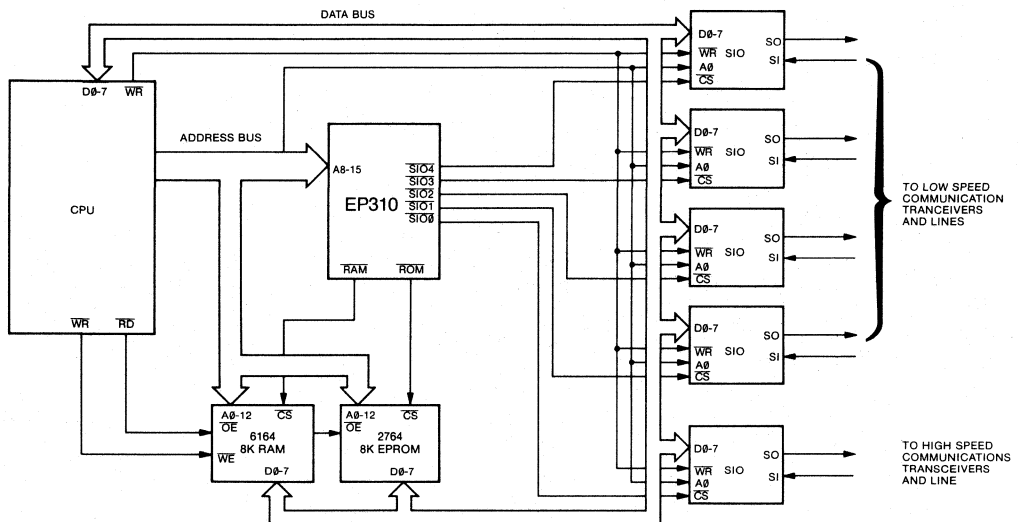 DATA BUS
D0-7
WR
CPU
WR
RD
ADDRESS BUS
A8-15
EP310
SIO4
SIO3
SIO2
SIO1
SIO0
RAM
ROM
A0-12
CS
OE
6164
8K RAM
WE
D0-7
A0-12
CS
OE
2764
8K EPROM
D0-7
D0-7
WR
SIO
A0
CS
SO
SI
D0-7
WR
SIO
A0
CS
SO
SI
D0-7
WR
SIO
A0
CS
SO
SI
D0-7
WR
SIO
A0
CS
SO
SI
D0-7
WR
SIO
A0
CS
SO
SI
TO LOW SPEED
COMMUNICATION
TRANCEIVERS
AND LINES
TO HIGH SPEED
COMMUNICATIONS
TRANSCEIVERS
AND LINE